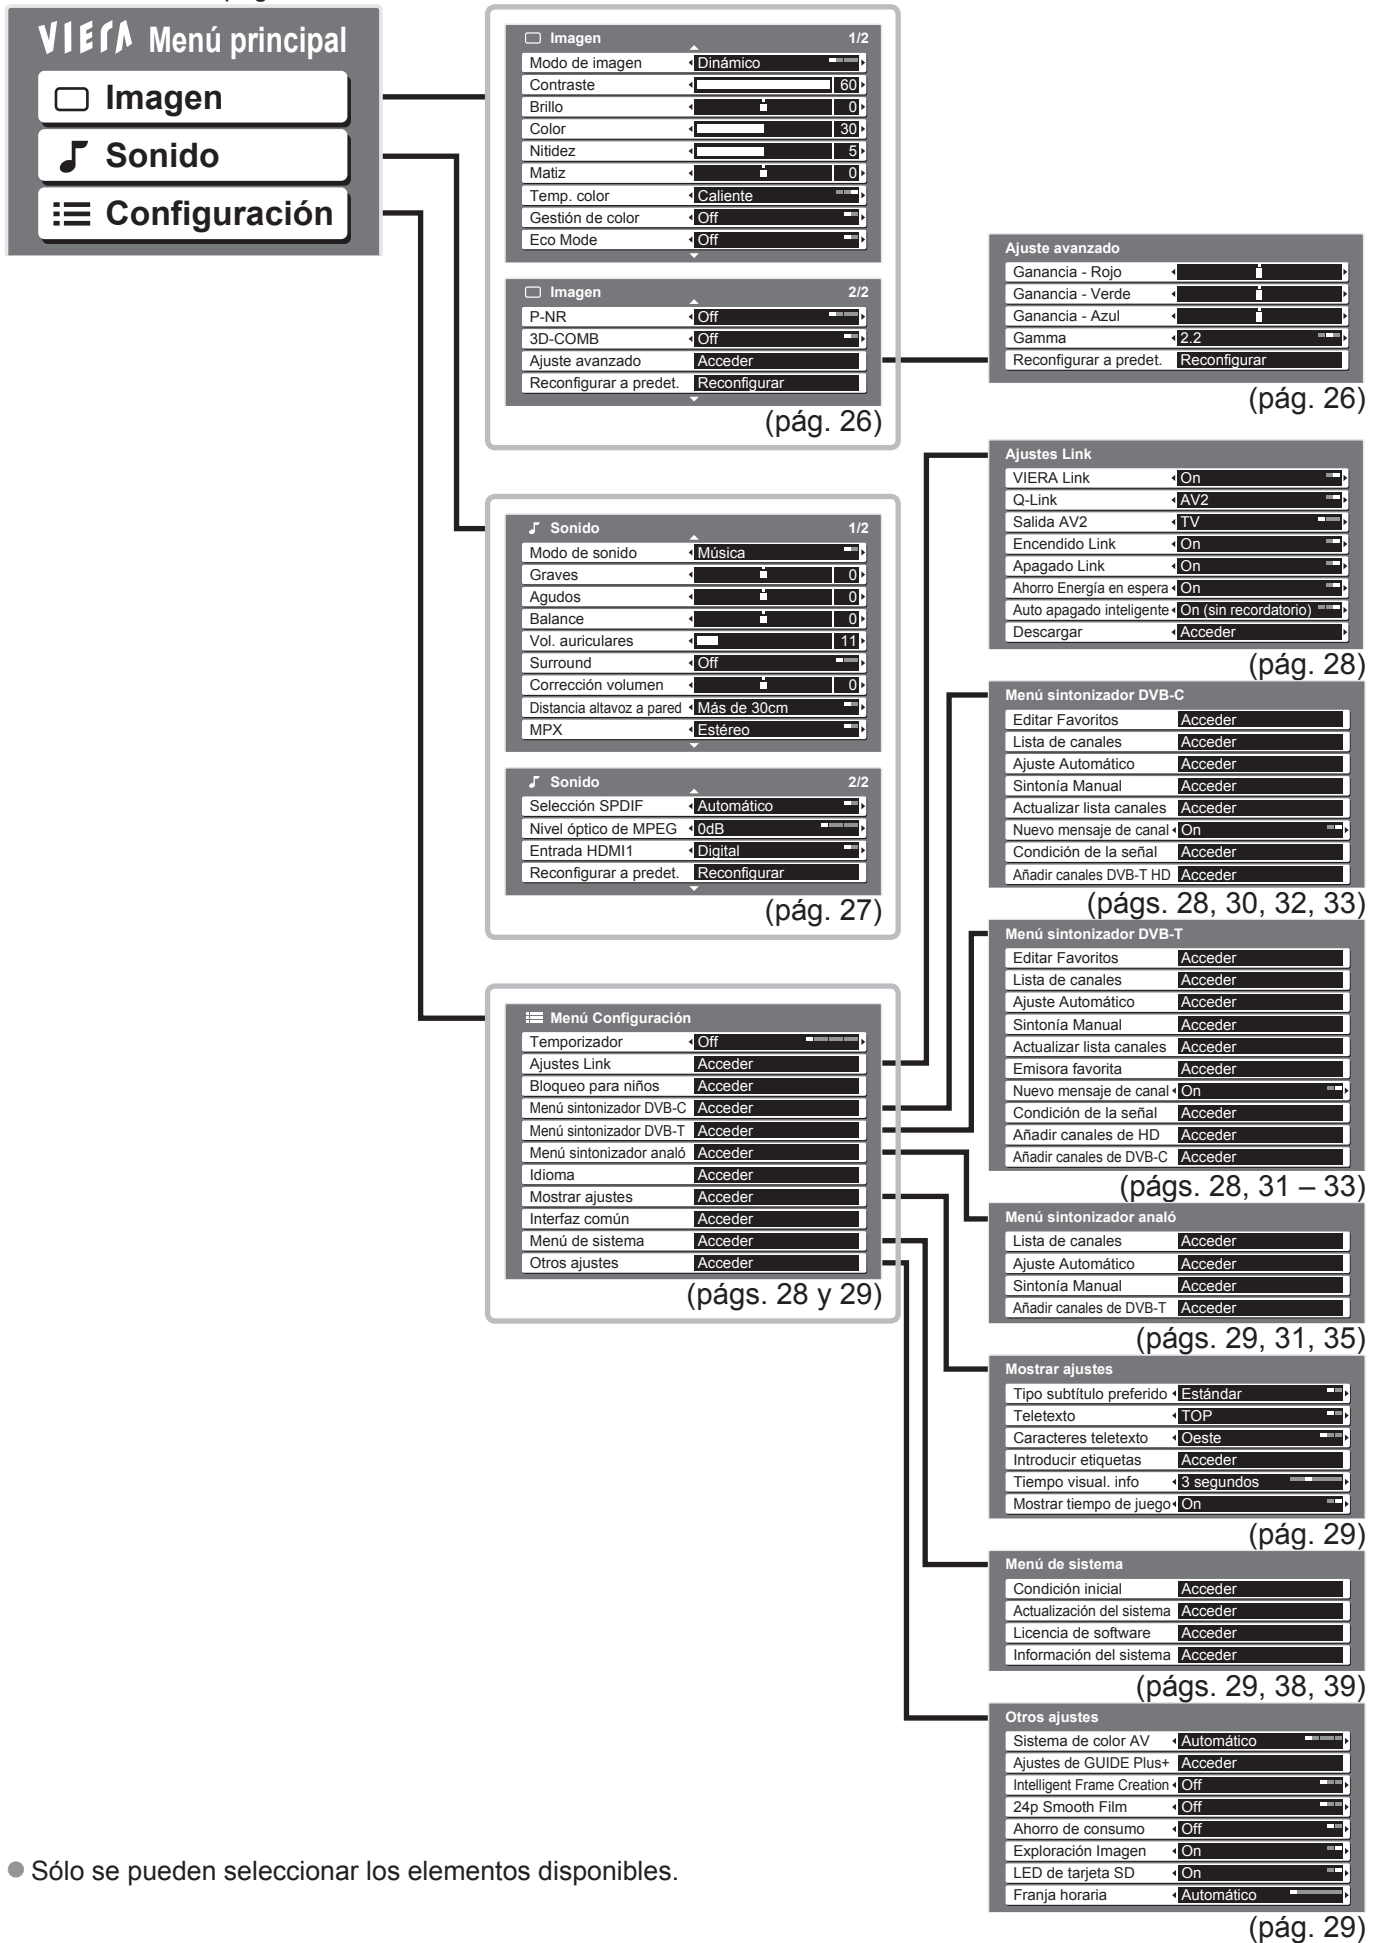 VIERA Menú principal
Imagen
Sonido
Configuración
Imagen 1/2
Modo de imagen Dinámico
Contraste 60
Brillo 0
Color 30
Nitidez 5
Matiz 0
Temp. color Caliente
Gestión de color Off
Eco Mode Off
Imagen 2/2
P-NR Off
3D-COMB Off
Ajuste avanzado Acceder
Reconfigurar a predet. Reconfigurar
(pág. 26)
Ajuste avanzado
Ganancia - Rojo
Ganancia - Verde
Ganancia - Azul
Gamma 2.2
Reconfigurar a predet. Reconfigurar
(pág. 26)
Sonido 1/2
Modo de sonido Música
Graves 0
Agudos 0
Balance 0
Vol. auriculares 11
Surround Off
Corrección volumen 0
Distancia altavoz a pared Más de 30cm
MPX Estéreo
Sonido 2/2
Selección SPDIF Automático
Nivel óptico de MPEG 0dB
Entrada HDMI1 Digital
Reconfigurar a predet. Reconfigurar
(pág. 27)
Menú Configuración
Temporizador Off
Ajustes Link Acceder
Bloqueo para niños Acceder
Menú sintonizador DVB-C Acceder
Menú sintonizador DVB-T Acceder
Menú sintonizador analó Acceder
Idioma Acceder
Mostrar ajustes Acceder
Interfaz común Acceder
Menú de sistema Acceder
Otros ajustes Acceder
(págs. 28 y 29)
Ajustes Link
VIERA Link On
Q-Link AV2
Salida AV2 TV
Encendido Link On
Apagado Link On
Ahorro Energía en espera On
Auto apagado inteligente On (sin recordatorio)
Descargar Acceder
(pág. 28)
Menú sintonizador DVB-C
Editar Favoritos Acceder
Lista de canales Acceder
Ajuste Automático Acceder
Sintonía Manual Acceder
Actualizar lista canales Acceder
Nuevo mensaje de canal On
Condición de la señal Acceder
Añadir canales DVB-T HD Acceder
(págs. 28, 30, 32, 33)
Menú sintonizador DVB-T
Editar Favoritos Acceder
Lista de canales Acceder
Ajuste Automático Acceder
Sintonía Manual Acceder
Actualizar lista canales Acceder
Emisora favorita Acceder
Nuevo mensaje de canal On
Condición de la señal Acceder
Añadir canales de HD Acceder
Añadir canales de DVB-C Acceder
(págs. 28, 31 – 33)
Menú sintonizador analó
Lista de canales Acceder
Ajuste Automático Acceder
Sintonía Manual Acceder
Añadir canales de DVB-T Acceder
(págs. 29, 31, 35)
Mostrar ajustes
Tipo subtítulo preferido Estándar
Teletexto TOP
Caracteres teletexto Oeste
Introducir etiquetas Acceder
Tiempo visual. info 3 segundos
Mostrar tiempo de juego On
(pág. 29)
Menú de sistema
Condición inicial Acceder
Actualización del sistema Acceder
Licencia de software Acceder
Información del sistema Acceder
(págs. 29, 38, 39)
Otros ajustes
Sistema de color AV Automático
Ajustes de GUIDE Plus+ Acceder
Intelligent Frame Creation Off
24p Smooth Film Off
Ahorro de consumo Off
Exploración Imagen On
LED de tarjeta SD On
Franja horaria Automático
(pág. 29)
● Sólo se pueden seleccionar los elementos disponibles.